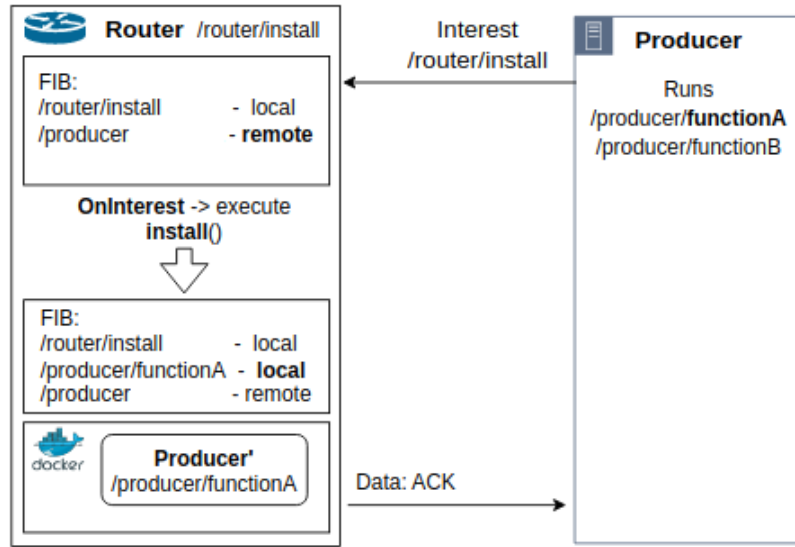 Router /router/install
FIB:
/router/install - local
/producer - remote
OnInterest -> execute
install()
FIB:
/router/install - local
/producer/functionA - local
/producer - remote
docker
Producer'
/producer/functionA
Interest
/router/install
Data: ACK
Producer
Runs
/producer/functionA
/producer/functionB